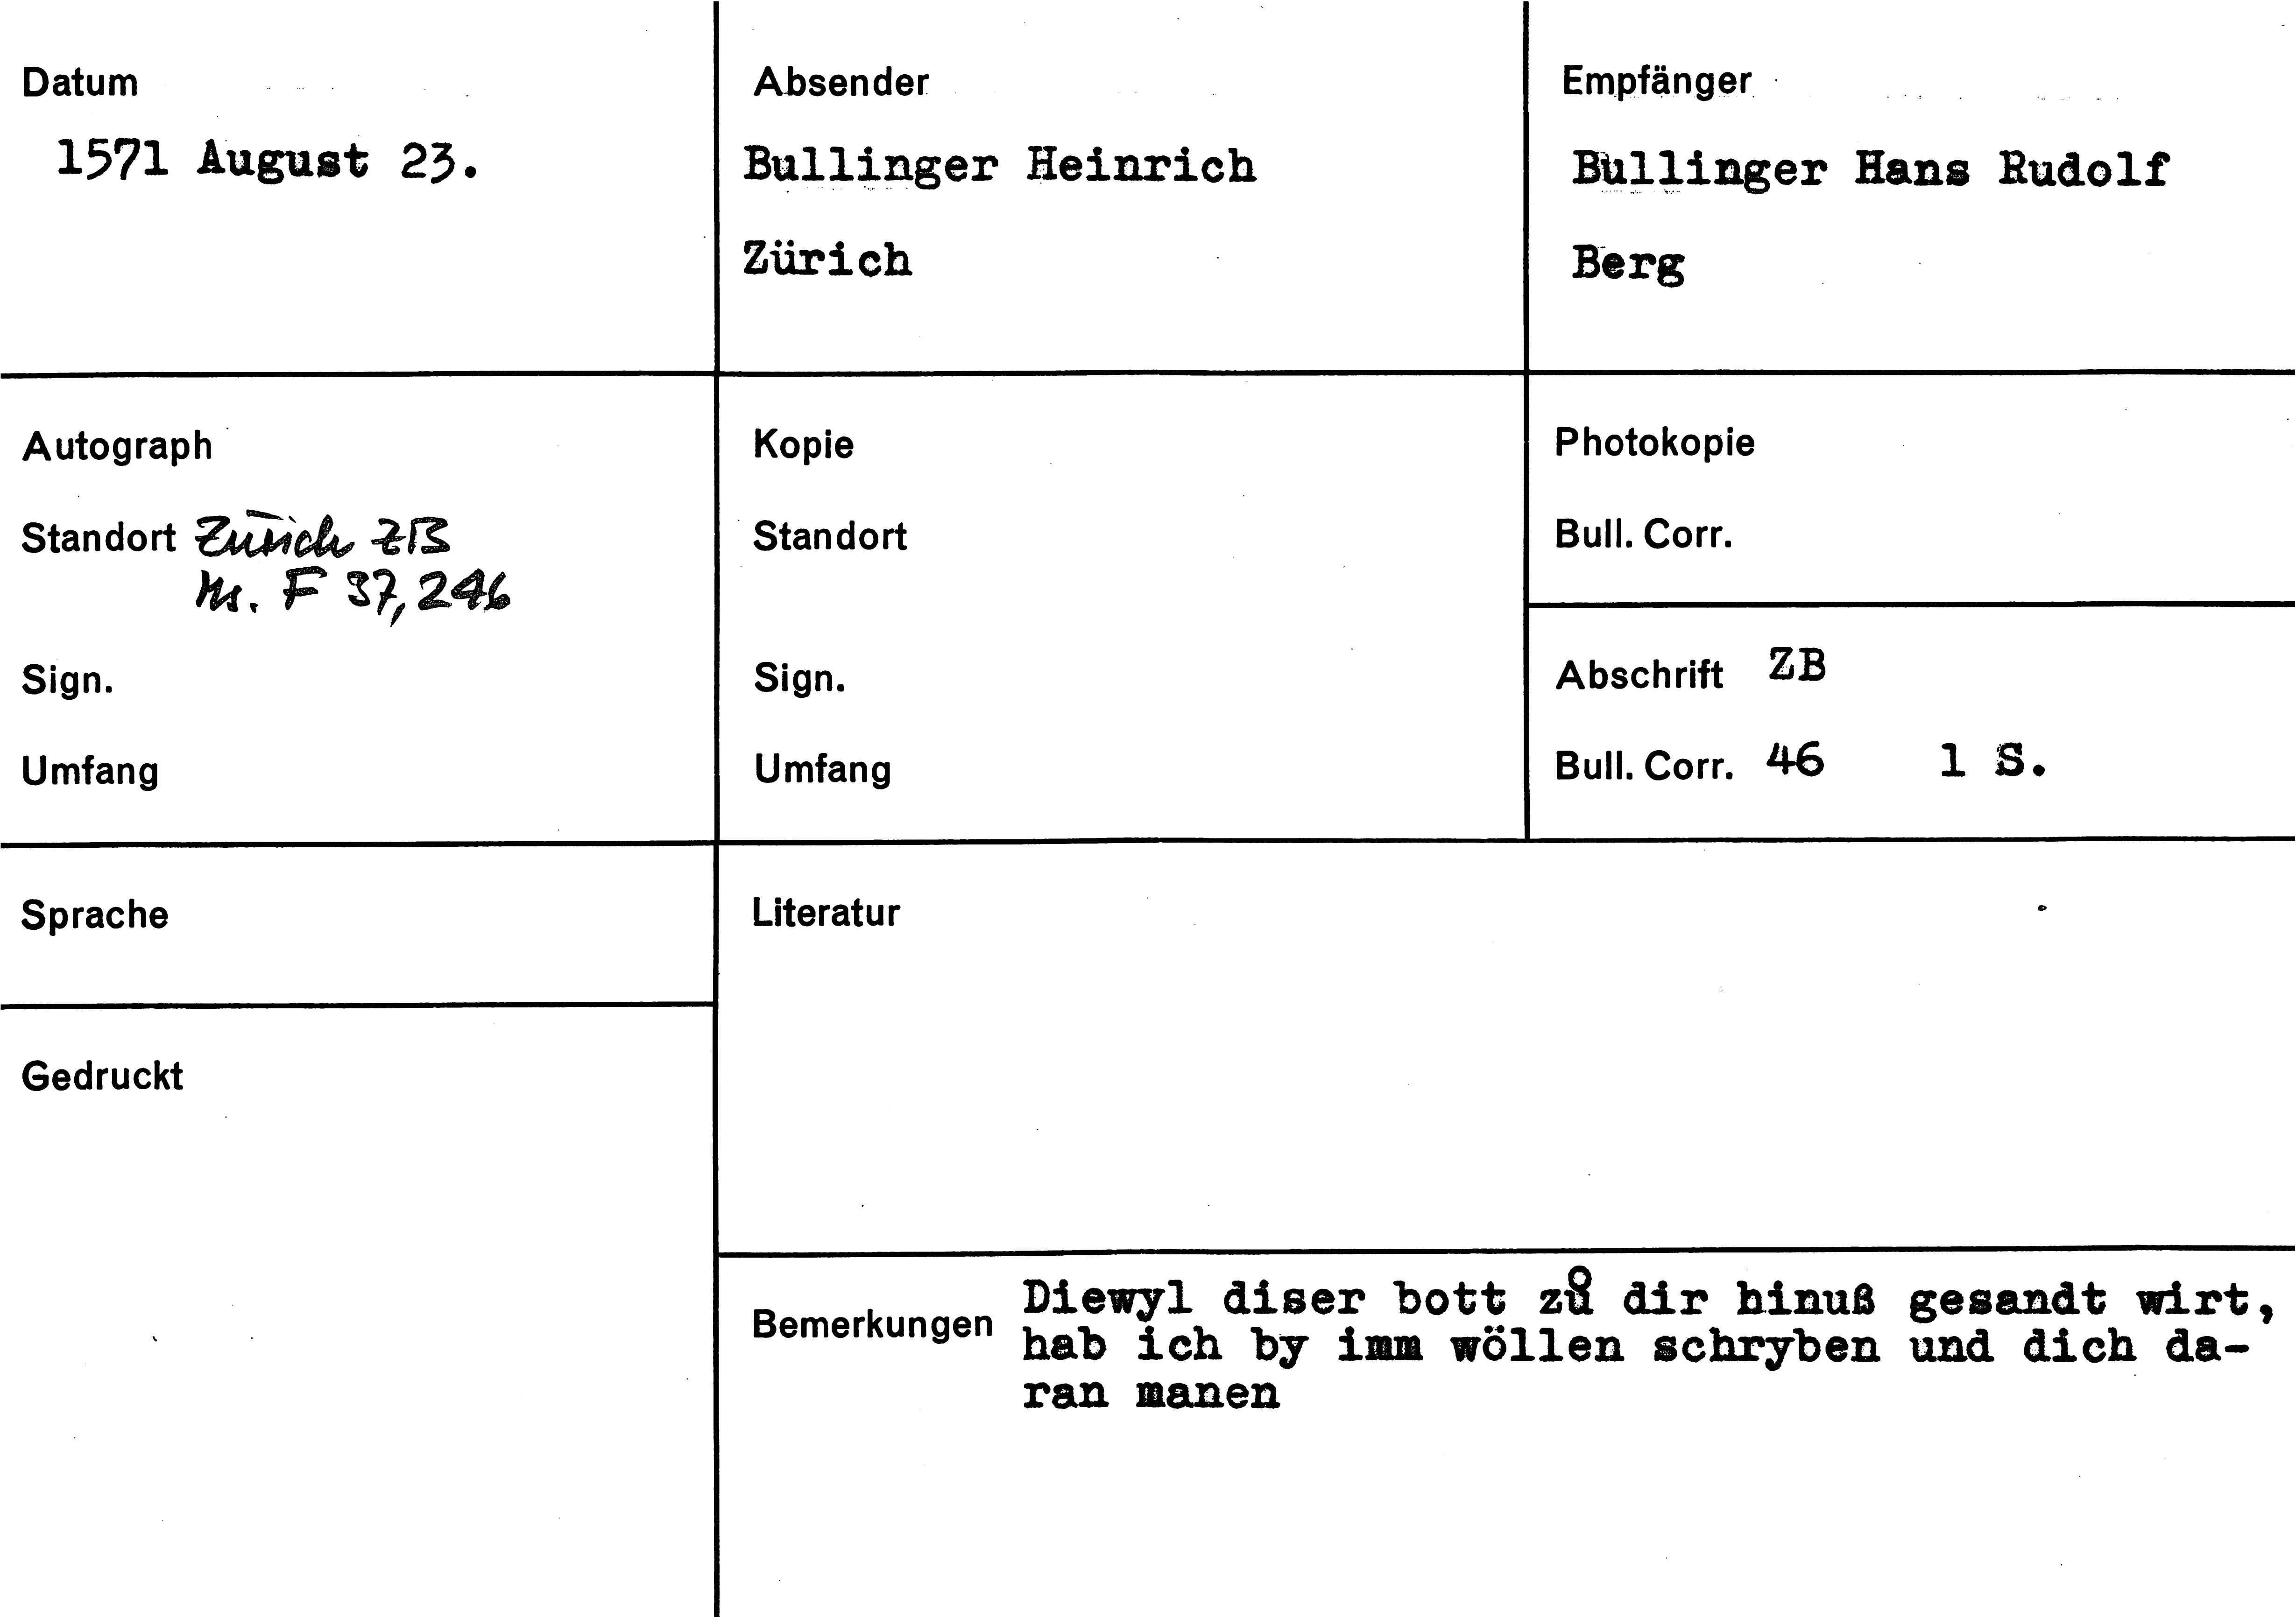 Datum
1571 August 23.
Absender
Bullinger Heinrich
Zürich
Empfänger
Bullinger Hans Rudolf
Berg
Autograph
Standort Zürich ZB
Ms. F 37, 246
Sign.
Umfang
Kopie
Standort
Sign.
Umfang
Photokopie
Bull. Corr.
Abschrift ZB
Bull. Corr. 46 1 S.
Sprache
Gedruckt
Literatur
Bemerkungen Diewyl diser bott zů dir hinuß gesandt wirt,
hab ich by imm wöllen schryben und dich da-
ran manen